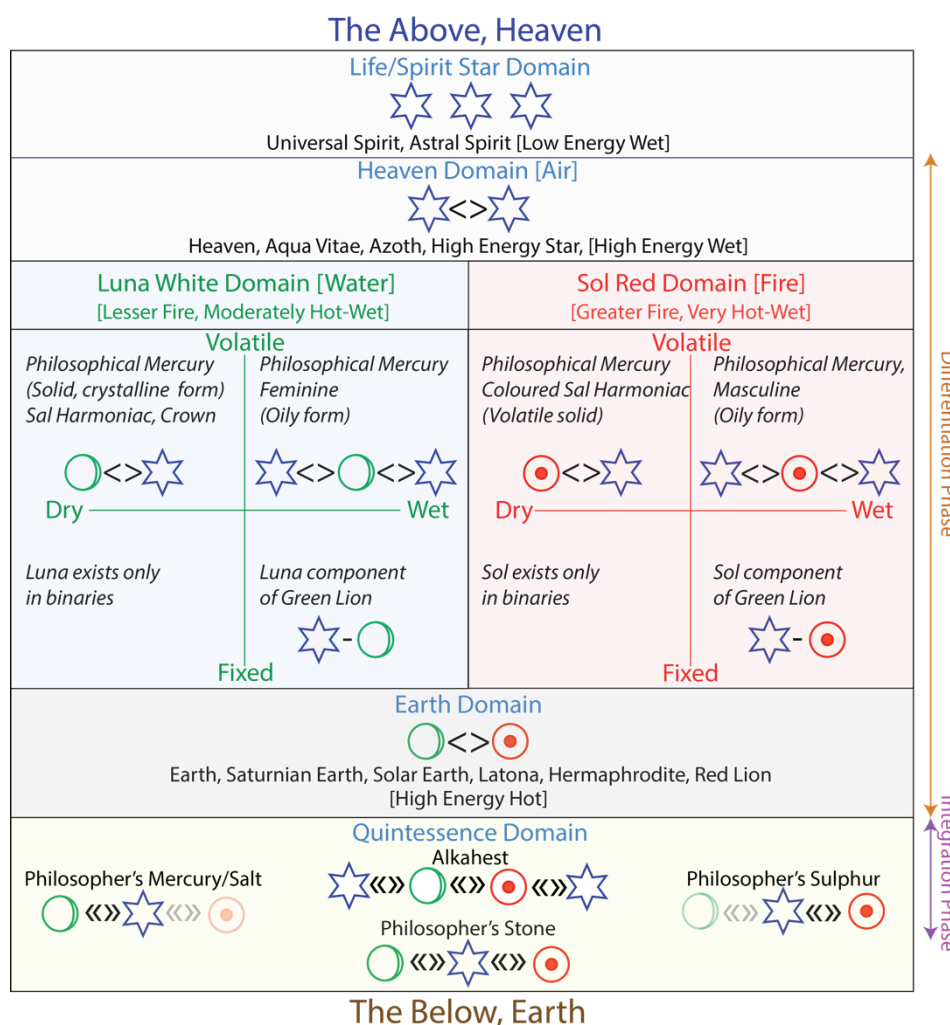 The Above, Heaven
Life/Spirit Star Domain
Universal Spirit, Astral Spirit [Low Energy Wet]
Heaven Domain [Air]
<>
Heaven, Aqua Vitae, Azoth, High Energy Star, [High Energy Wet]
Luna White Domain [Water]
[Lesser Fire, Moderately Hot-Wet]
Volatile
Philosophical Mercury
(Solid, crystalline form)
Sal Harmoniac, Crown
<>
Philosophical Mercury
Feminine
(Oily form)
<> <>
Dry
Wet
Luna exists only
in binaries
Luna component
of Green Lion
-
Fixed
Sol Red Domain [Fire]
[Greater Fire, Very Hot-Wet]
Volatile
Philosophical Mercury
Coloured Sal Harmoniac
(Volatile solid)
<>
Philosophical Mercury,
Masculine
(Oily form)
<> <>
Dry
Wet
Sol exists only
in binaries
Sol component
of Green Lion
-
Fixed
Earth Domain
<>
Earth, Saturnian Earth, Solar Earth, Latona, Hermaphrodite, Red Lion
[High Energy Hot]
Quintessence Domain
Alkahest
«» «» «»
Philosopher's Mercury/Salt
«» «»
Philosopher's Sulphur
«» «»
Philosopher's Stone
«» «»
The Below, Earth
Differentiation Phase
Integration Phase